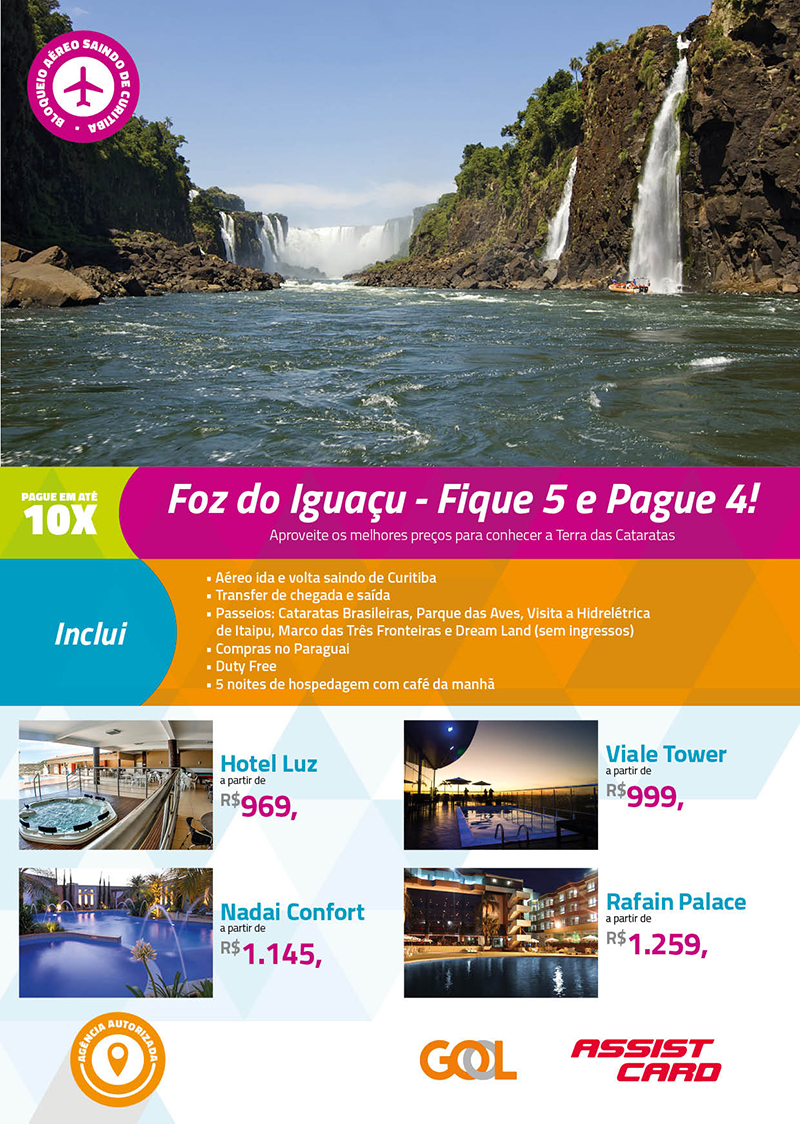 BLOQUEIO AÉREO SAINDO DE CURITIBA •
PAGUE EM ATÉ
10X
Foz do Iguaçu - Fique 5 e Pague 4!
Aproveite os melhores preços para conhecer a Terra das Cataratas
Inclui
• Aéreo ida e volta saindo de Curitiba
• Transfer de chegada e saída
• Passeios: Cataratas Brasileiras, Parque das Aves, Visita a Hidrelétrica
de Itaipu, Marco das Três Fronteiras e Dream Land (sem ingressos)
• Compras no Paraguai
• Duty Free
• 5 noites de hospedagem com café da manhã
Hotel Luz
a partir de
R$969,
Viale Tower
a partir de
R$999,
Nadai Confort
a partir de
R$1.145,
Rafain Palace
a partir de
R$1.259,
AGÊNCIA AUTORIZADA
GOL
ASSIST
CARD